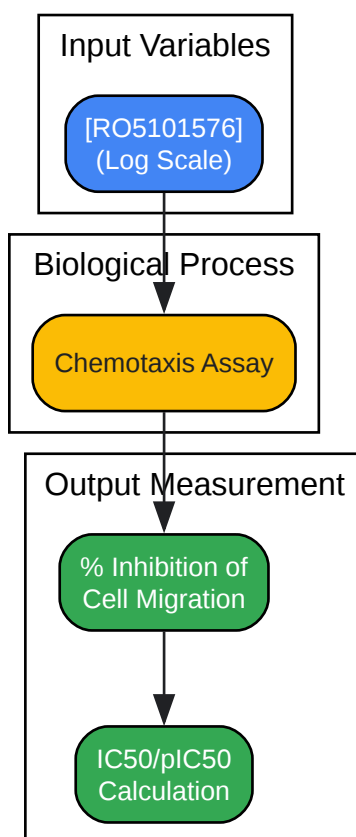 Input Variables
[RO5101576]
(Log Scale)
Biological Process
Chemotaxis Assay
Output Measurement
% Inhibition of
Cell Migration
IC50/pIC50
Calculation